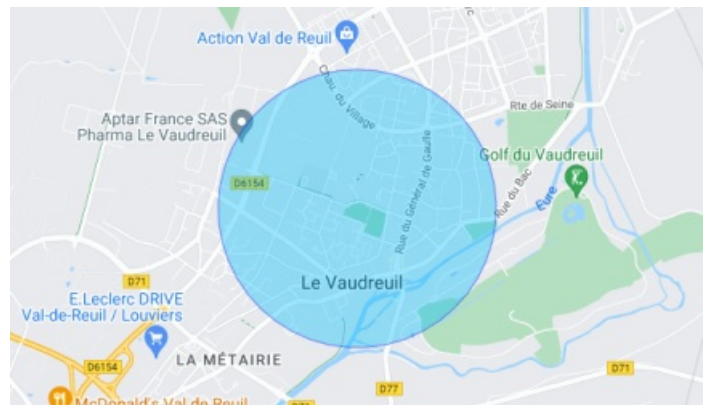 Action Val de Reuil
Chau. du Village
Rte de Seine
Aptar France SAS
Pharma Le Vaudreuil
Rue du Général de Gaulle
Golf du Vaudreuil
D6154
Rue du Bac
Eure
D71
Le Vaudreuil
E.Leclerc DRIVE
Val-de-Reuil / Louviers
LA MÉTAIRIE
D6154
D71
D77
McDonald's Val de Reuil